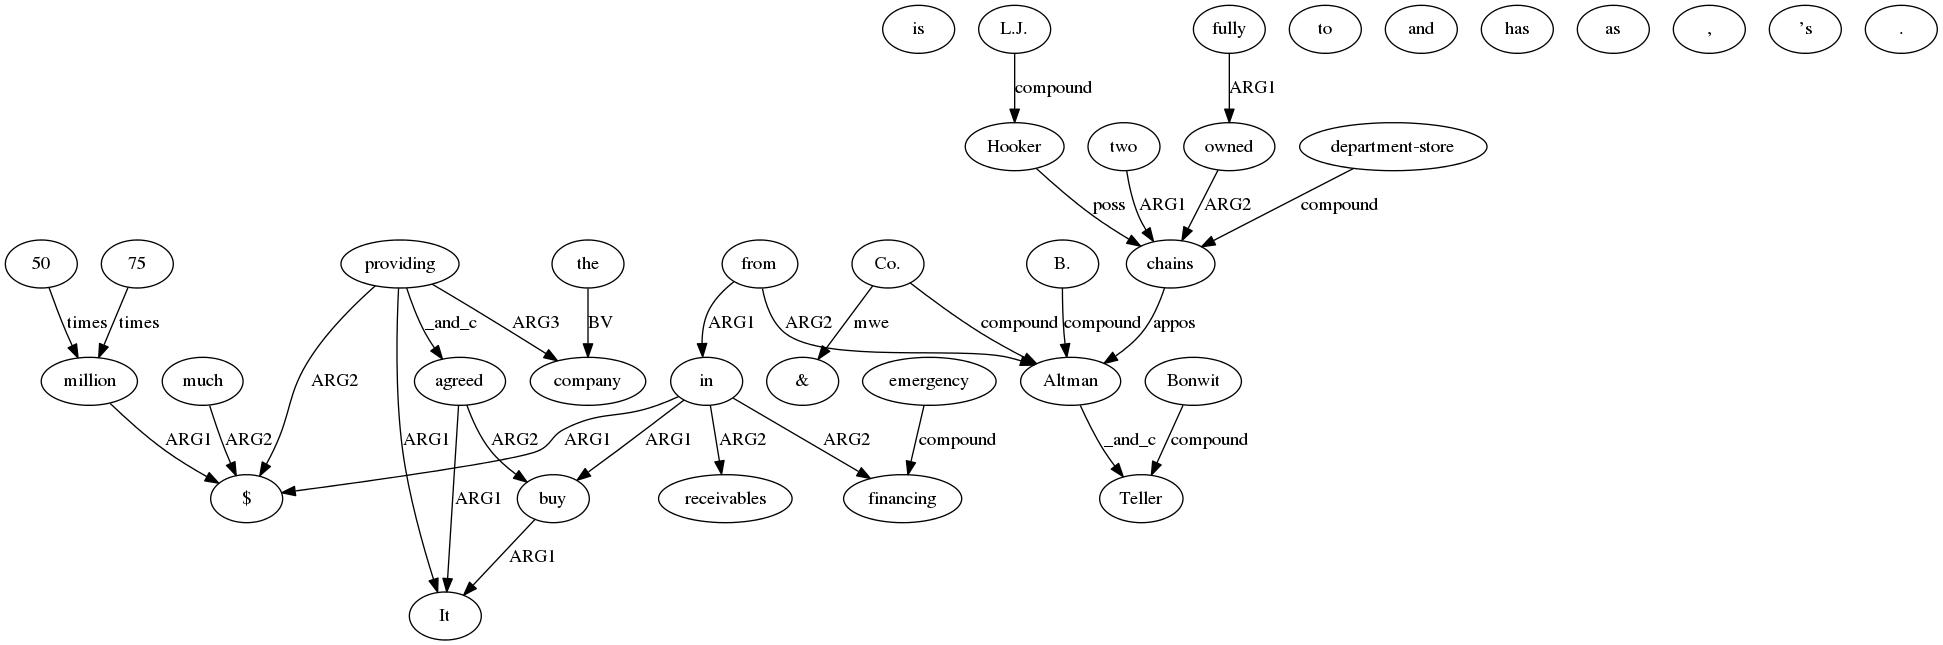 is L.J. fully to and has as , ’s .
compound ARG1
Hooker two owned department-store
poss ARG1 ARG2 compound
50 75 providing the from Co. B. chains
times times _and_c ARG3 BV ARG1 ARG2 mwe compound compound appos
ARG2
million much agreed company in & emergency Altman Bonwit
ARG1 ARG2 ARG1 ARG2 ARG1 ARG1 ARG2 ARG2 compound _and_c compound
$ buy receivables financing Teller
ARG1
ARG1
It